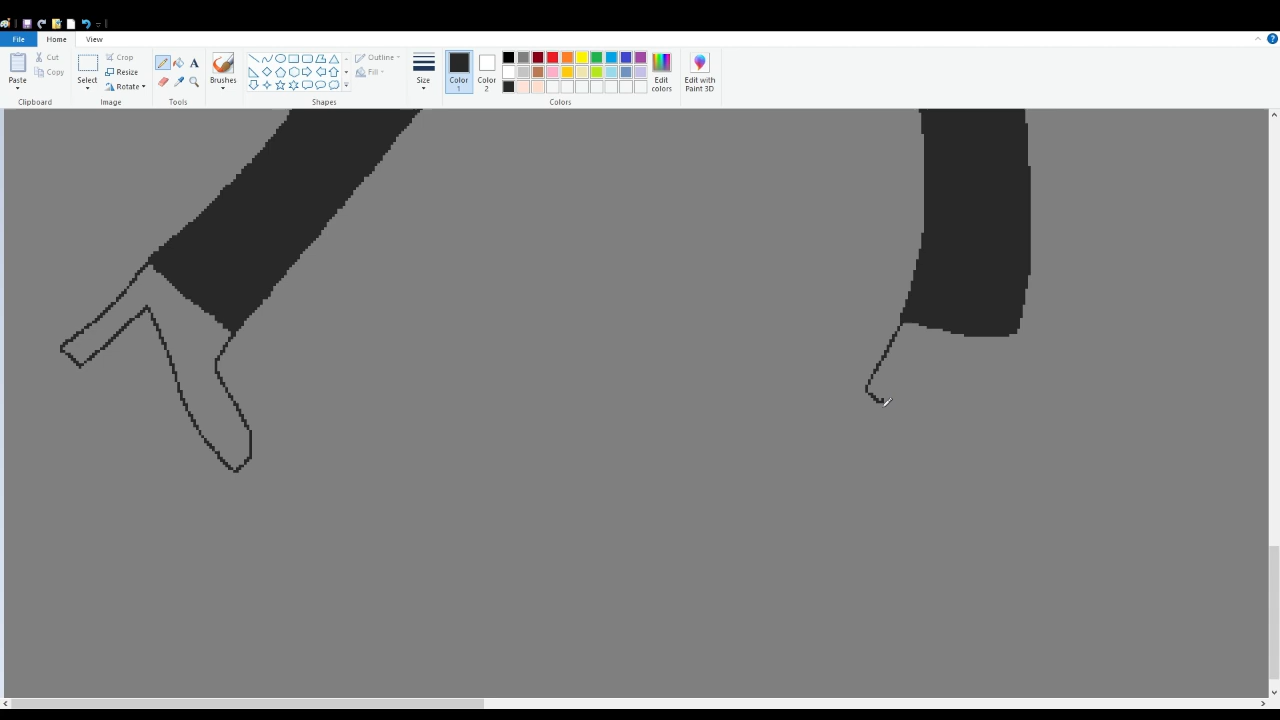 File Home View
Paste
Cut
Copy
Clipboard
Select
Crop
Resize
Rotate
Image
A
Tools
Brushes
Outline
Fill
Shapes
Size
Color
1
Color
2
Edit
colors
Colors
Edit with
Paint 3D
?